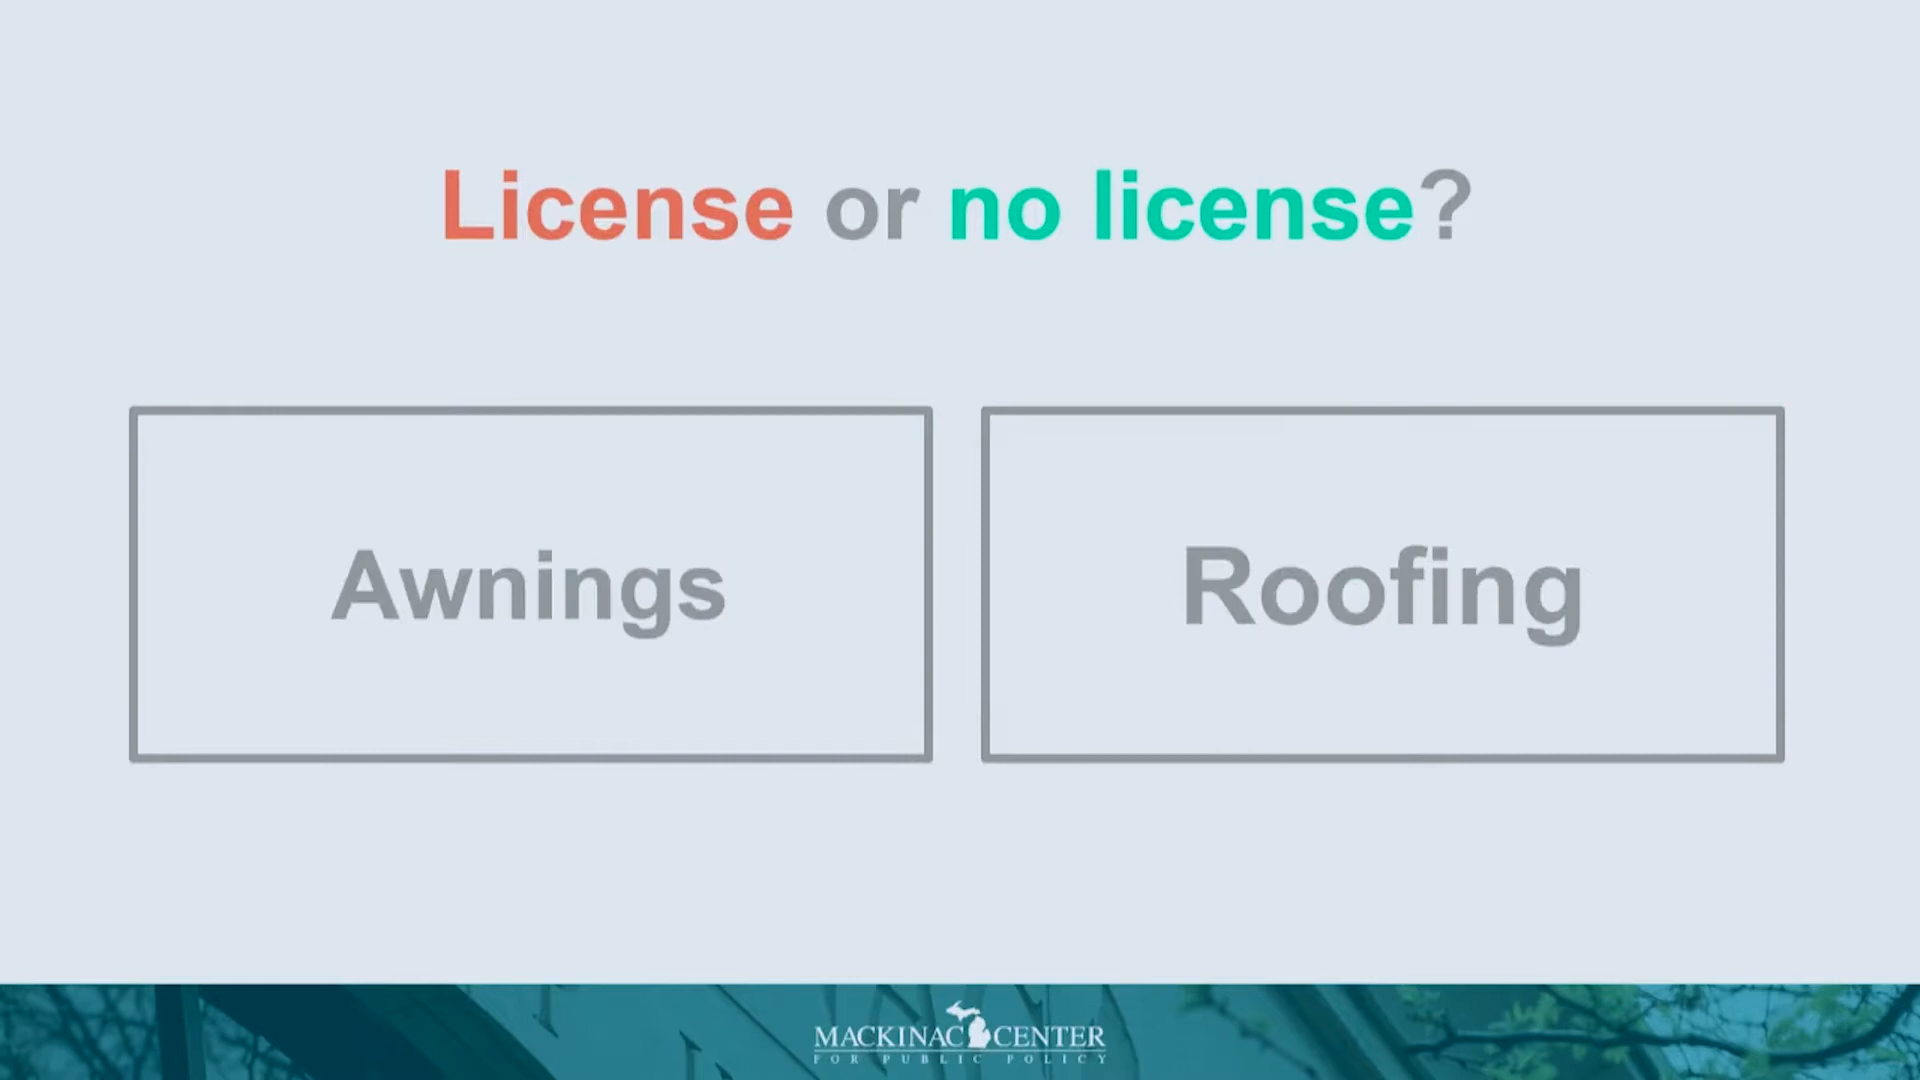 License or no license?
Awnings
Roofing
MACKINAC CENTER
FOR PUBLIC POLICY